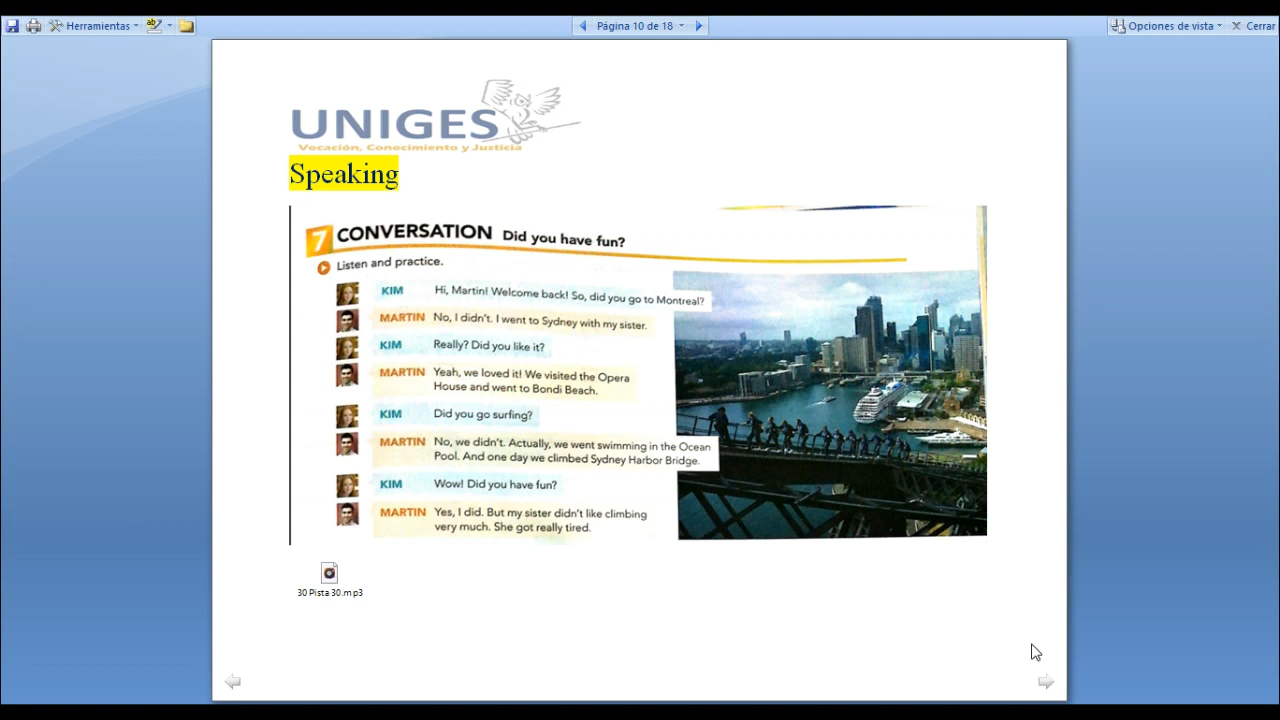 Herramientas
Página 10 de 18
Opciones de vista
Cerrar
UNIGES
Vocación, Conocimiento y Justicia
Speaking
7 CONVERSATION Did you have fun?
Listen and practice.
KIM Hi, Martin! Welcome back! So, did you go to Montreal?
MARTIN No, I didn't. I went to Sydney with my sister.
KIM Really? Did you like it?
MARTIN Yeah, we loved it! We visited the Opera
House and went to Bondi Beach.
KIM Did you go surfing?
MARTIN No, we didn't. Actually, we went swimming in the Ocean
Pool. And one day we climbed Sydney Harbor Bridge.
KIM Wow! Did you have fun?
MARTIN Yes, I did. But my sister didn't like climbing
very much. She got really tired.
30 Pista 30.mp3